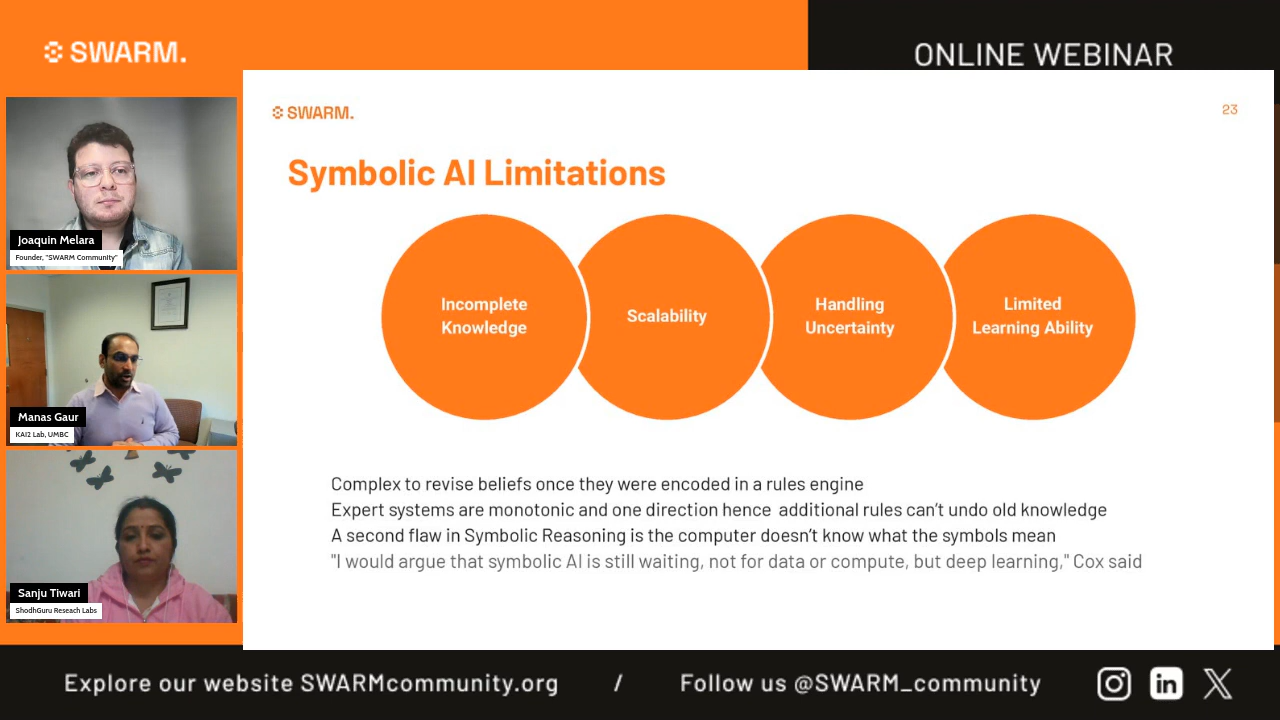 SWARM.
ONLINE WEBINAR
SWARM.
23
Symbolic AI Limitations
Incomplete
Knowledge
Scalability
Handling
Uncertainty
Limited
Learning Ability
Complex to revise beliefs once they were encoded in a rules engine
Expert systems are monotonic and one direction hence additional rules can't undo old knowledge
A second flaw in Symbolic Reasoning is the computer doesn't know what the symbols mean
"I would argue that symbolic AI is still waiting, not for data or compute, but deep learning," Cox said
Joaquin Melara
Founder, "SWARM Community"
Manas Gaur
KAI2 Lab, UMBC
Sanju Tiwari
ShodhGuru Reseach Labs
Explore our website SWARMcommunity.org / Follow us @SWARM_community